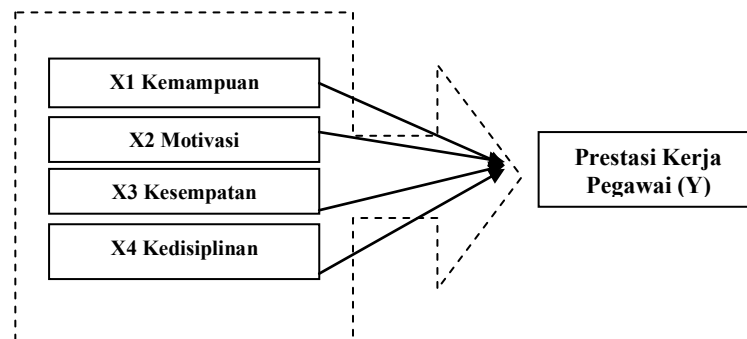 X1 Kemampuan
X2 Motivasi
X3 Kesempatan
X4 Kedisiplinan
Prestasi Kerja
Pegawai (Y)